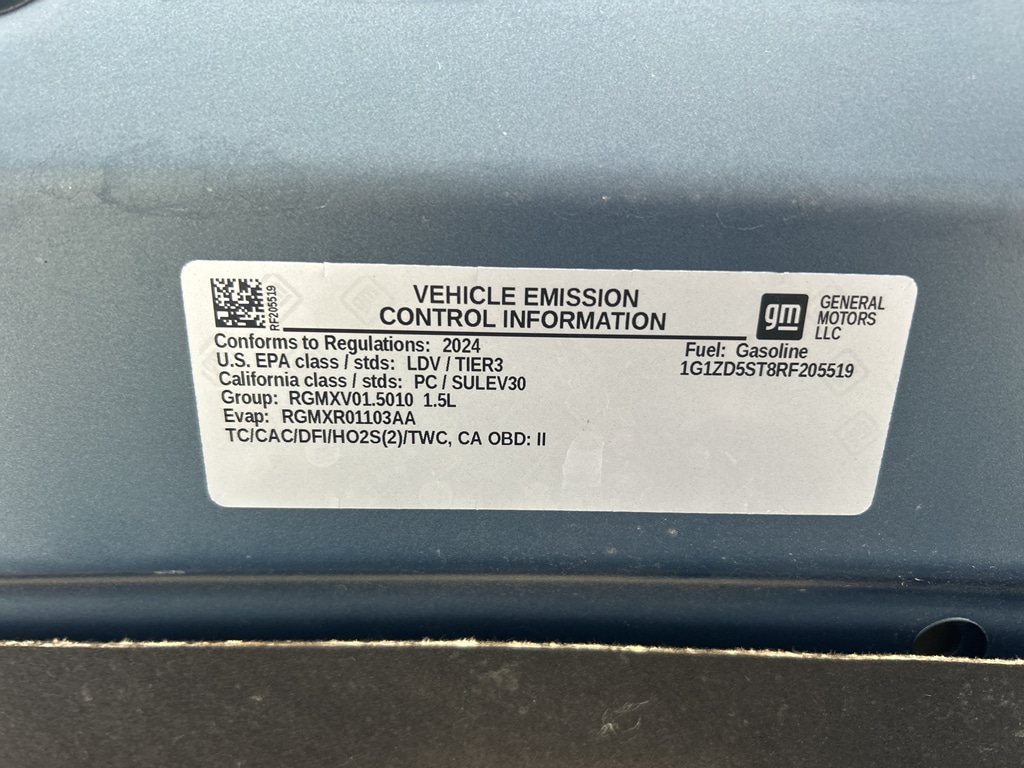 RF205519
VEHICLE EMISSION
CONTROL INFORMATION
gm
GENERAL
MOTORS
LLC
Conforms to Regulations: 2024
U.S. EPA class / stds: LDV / TIER3
California class / stds: PC / SULEV30
Group: RGMXV01.5010 1.5L
Evap: RGMXR01103AA
TC/CAC/DFI/HO2S(2)/TWC, CA OBD: II
Fuel: Gasoline
1G1ZD5ST8RF205519